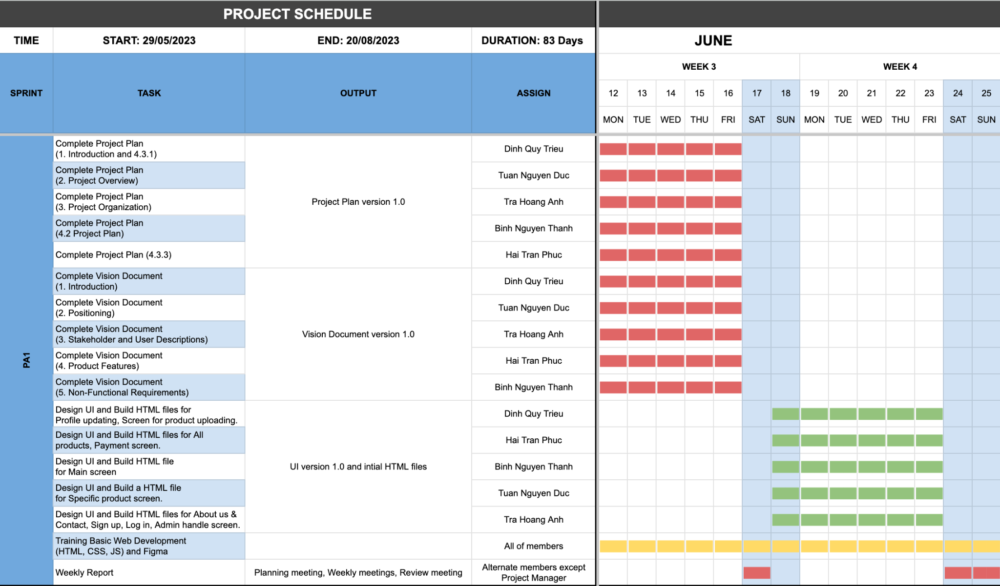 PROJECT SCHEDULE
TIME
START: 29/05/2023
END: 20/08/2023
DURATION: 83 Days
JUNE
SPRINT
TASK
OUTPUT
ASSIGN
WEEK 3
WEEK 4
12 13 14 15 16 17 18 19 20 21 22 23 24 25
MON TUE WED THU FRI SAT SUN MON TUE WED THU FRI SAT SUN
PA1
Complete Project Plan
(1. Introduction and 4.3.1)
Dinh Quy Trieu
Complete Project Plan
(2. Project Overview)
Tuan Nguyen Duc
Complete Project Plan
(3. Project Organization)
Project Plan version 1.0
Tra Hoang Anh
Complete Project Plan
(4.2 Project Plan)
Binh Nguyen Thanh
Complete Project Plan (4.3.3)
Hai Tran Phuc
Complete Vision Document
(1. Introduction)
Dinh Quy Trieu
Complete Vision Document
(2. Positioning)
Tuan Nguyen Duc
Complete Vision Document
(3. Stakeholder and User Descriptions)
Vision Document version 1.0
Tra Hoang Anh
Complete Vision Document
(4. Product Features)
Hai Tran Phuc
Complete Vision Document
(5. Non-Functional Requirements)
Binh Nguyen Thanh
Design UI and Build HTML files for
Profile updating, Screen for product uploading.
Dinh Quy Trieu
Design UI and Build HTML files for All
products, Payment screen.
Hai Tran Phuc
Design UI and Build HTML file
for Main screen
UI version 1.0 and intial HTML files
Binh Nguyen Thanh
Design UI and Build a HTML file
for Specific product screen.
Tuan Nguyen Duc
Design UI and Build HTML files for About us &
Contact, Sign up, Log in, Admin handle screen.
Tra Hoang Anh
Training Basic Web Development
(HTML, CSS, JS) and Figma
All of members
Weekly Report
Planning meeting, Weekly meetings, Review meeting
Alternate members except
Project Manager